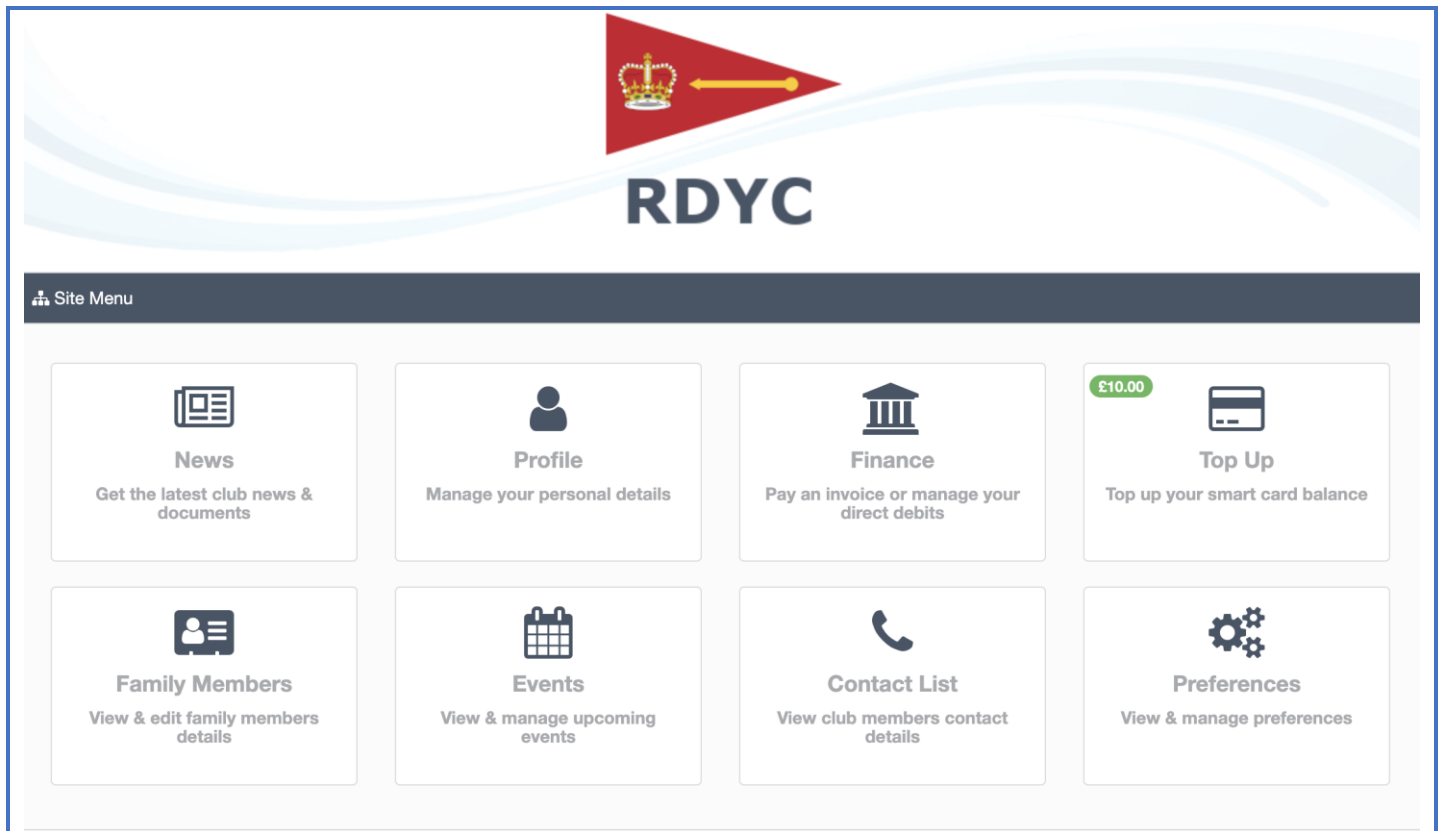 RDYC
Site Menu
News
Get the latest club news &
documents
Profile
Manage your personal details
Finance
Pay an invoice or manage your
direct debits
£10.00
Top Up
Top up your smart card balance
Family Members
View & edit family members
details
Events
View & manage upcoming
events
Contact List
View club members contact
details
Preferences
View & manage preferences